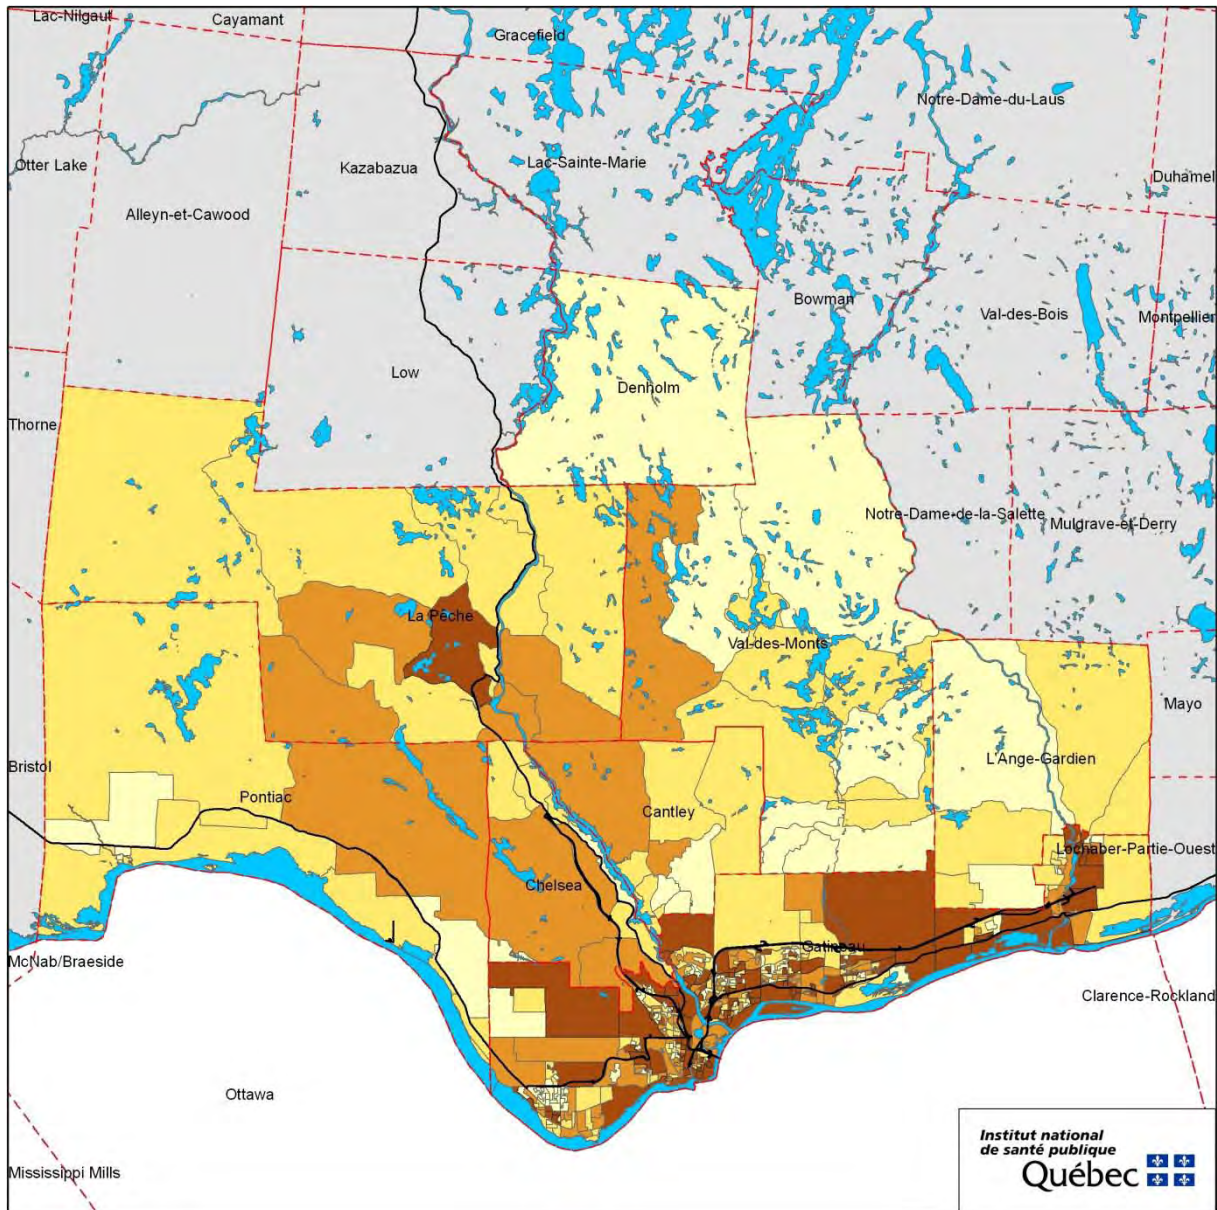 Lac-Nilgaut
Cayamant
Gracefield
Notre-Dame-du-Laus
Otter Lake
Kazabazua
Lac-Sainte-Marie
Duhamel
Alleyn-et-Cawood
Bowman
Val-des-Bois
Montpellier
Low
Denholm
Thorne
Notre-Dame-de-la-Salette
Mulgrave-et-Derry
La Pêche
Val-des-Monts
Mayo
Bristol
L'Ange-Gardien
Pontiac
Cantley
Lochaber-Partie-Ouest
Chelsea
Gatineau
McNab/Braeside
Clarence-Rockland
Ottawa
Mississippi Mills
Institut national
de santé publique
Québec